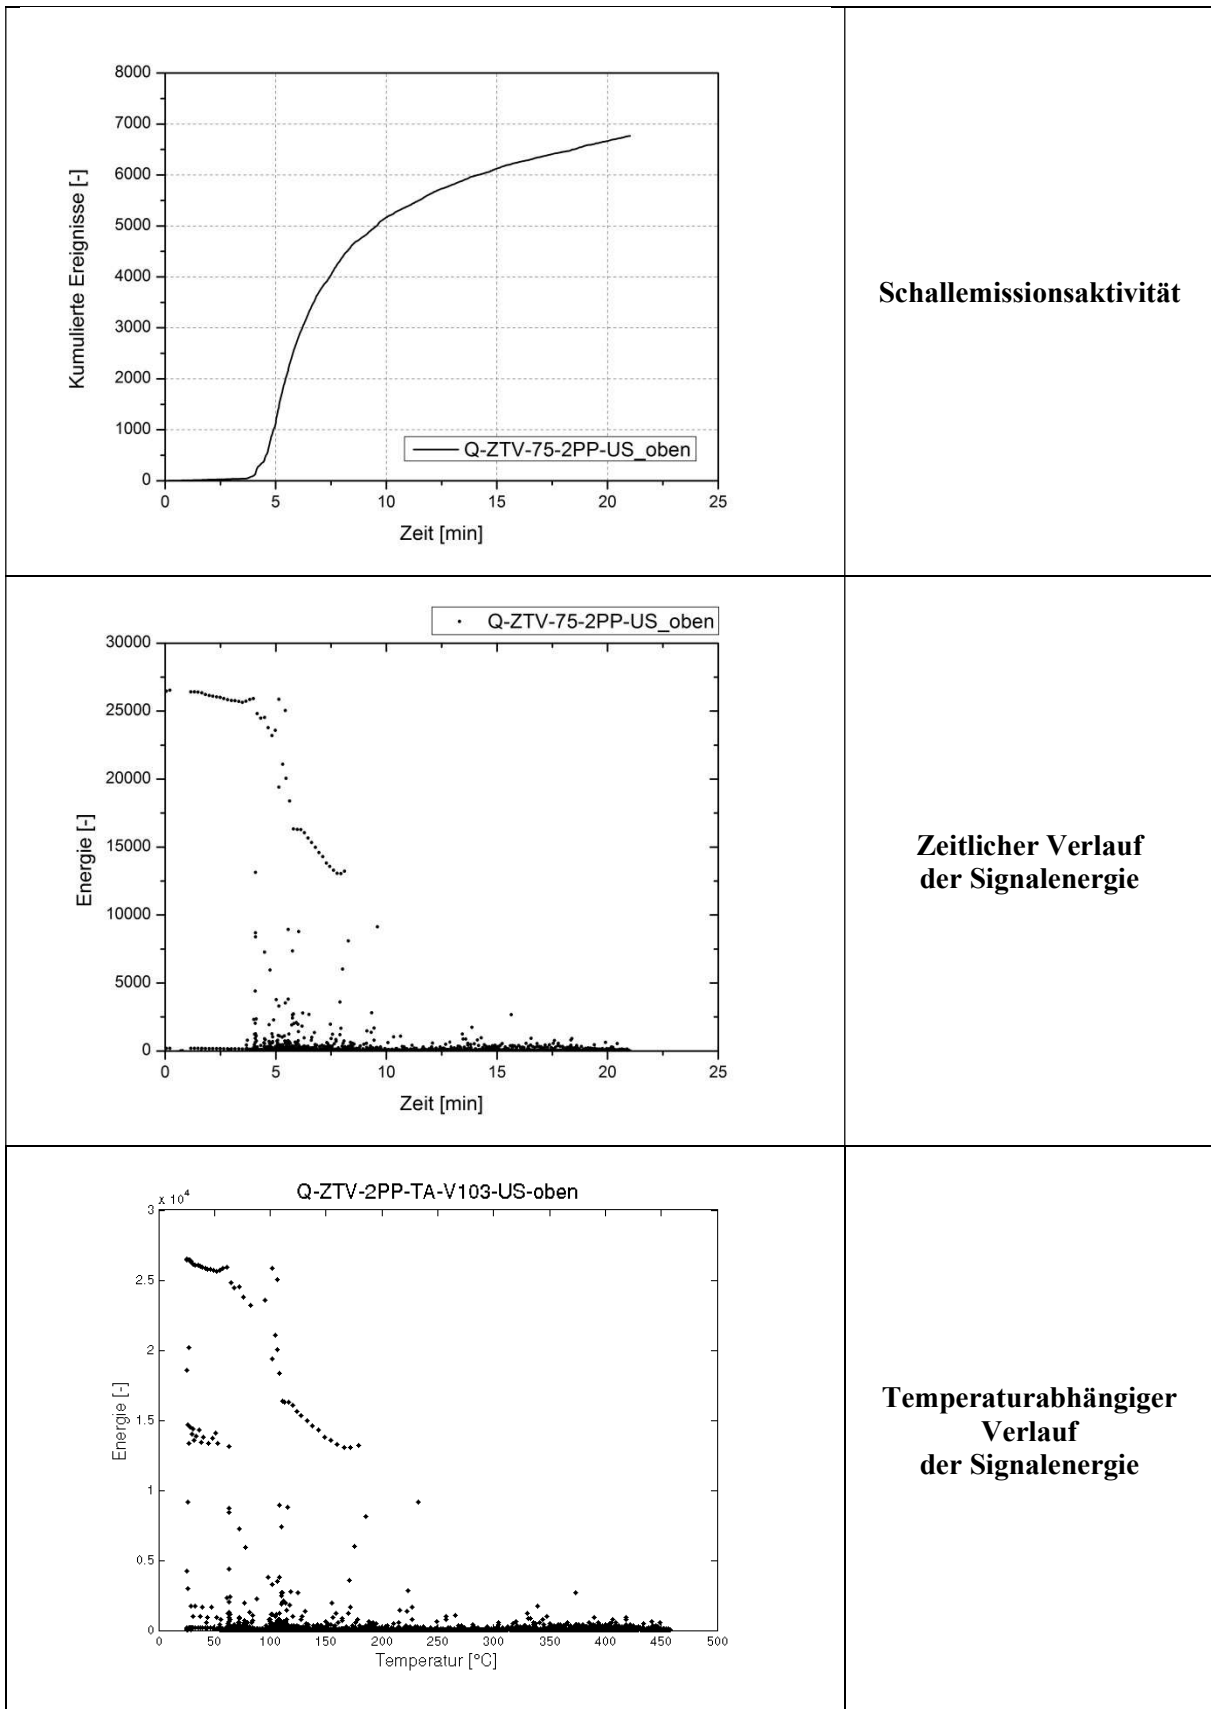 8000
7000
6000
5000
4000
3000
2000
1000
0
Kumulierte Ereignisse [-]
Q-ZTV-75-2PP-US_oben
0 5 10 15 20 25
Zeit [min]
Schallemissionsaktivität
Q-ZTV-75-2PP-US_oben
30000
25000
20000
15000
10000
5000
0
Energie [-]
0 5 10 15 20 25
Zeit [min]
Zeitlicher Verlauf
der Signalenergie
Q-ZTV-2PP-TA-V103-US-oben
x 10^4
3
2.5
2
1.5
1
0.5
0
Energie [-]
0 50 100 150 200 250 300 350 400 450 500
Temperatur [°C]
Temperaturabhängiger
Verlauf
der Signalenergie